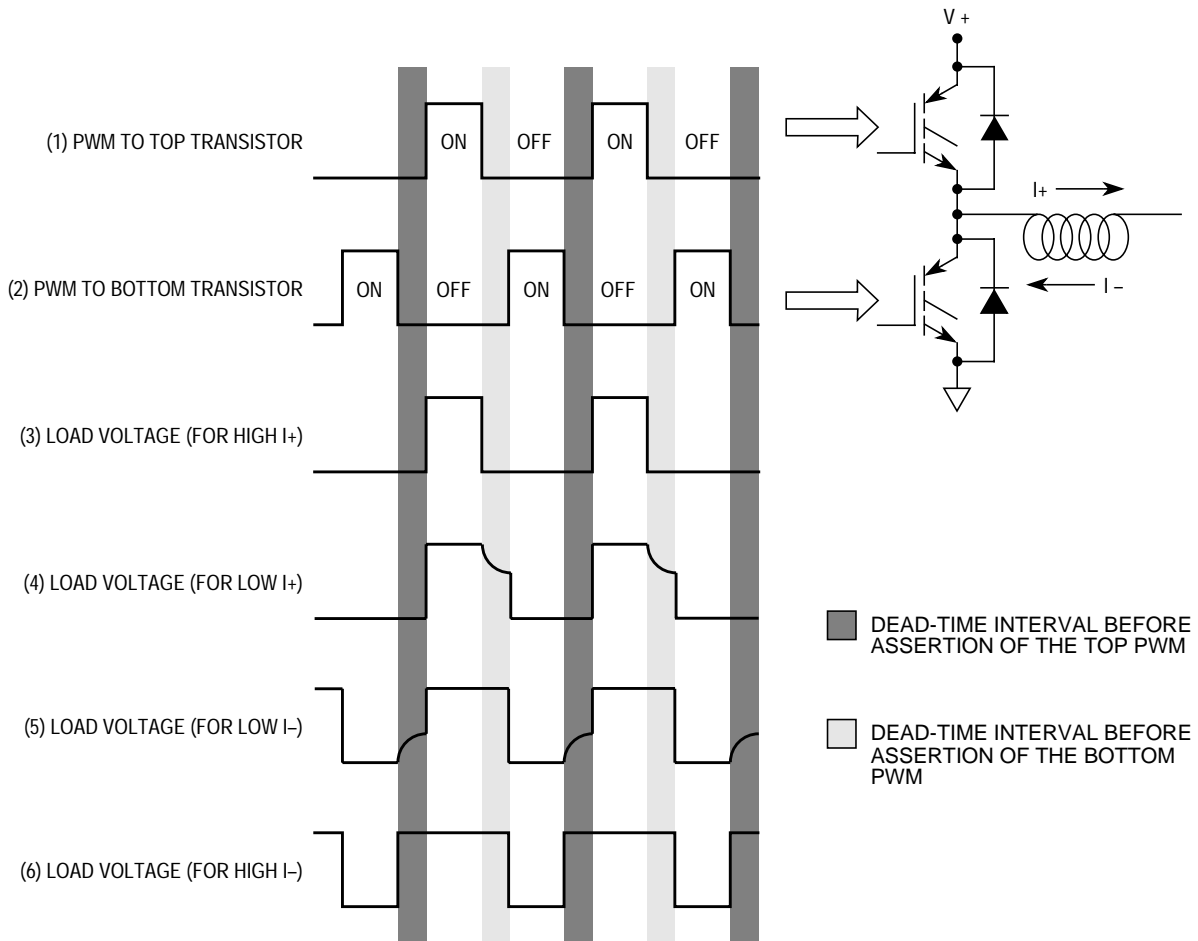 V +
(1) PWM TO TOP TRANSISTOR
ON
OFF
ON
OFF
I+
(2) PWM TO BOTTOM TRANSISTOR
ON
OFF
ON
OFF
ON
I –
(3) LOAD VOLTAGE (FOR HIGH I+)
(4) LOAD VOLTAGE (FOR LOW I+)
DEAD-TIME INTERVAL BEFORE
ASSERTION OF THE TOP PWM
(5) LOAD VOLTAGE (FOR LOW I–)
DEAD-TIME INTERVAL BEFORE
ASSERTION OF THE BOTTOM
PWM
(6) LOAD VOLTAGE (FOR HIGH I–)